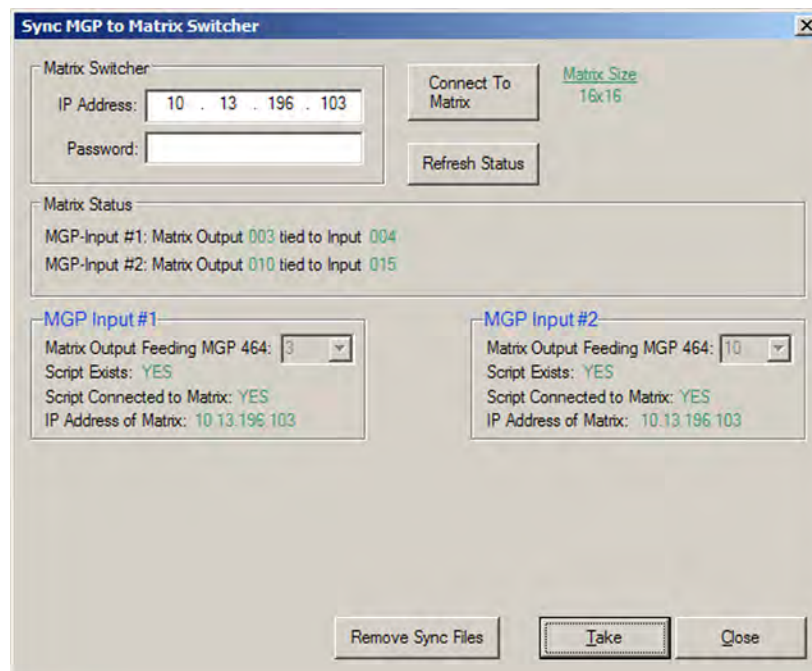 Sync MGP to Matrix Switcher
Matrix Switcher
IP Address: 10 . 13 . 196 . 103
Password:
Connect To
Matrix
Matrix Size
16x16
Refresh Status
Matrix Status
MGP-Input #1: Matrix Output 003 tied to Input 004
MGP-Input #2: Matrix Output 010 tied to Input 015
MGP Input #1
Matrix Output Feeding MGP 464: 3
Script Exists: YES
Script Connected to Matrix: YES
IP Address of Matrix: 10.13.196.103
MGP Input #2
Matrix Output Feeding MGP 464: 10
Script Exists: YES
Script Connected to Matrix: YES
IP Address of Matrix: 10.13.196.103
Remove Sync Files
Take
Close